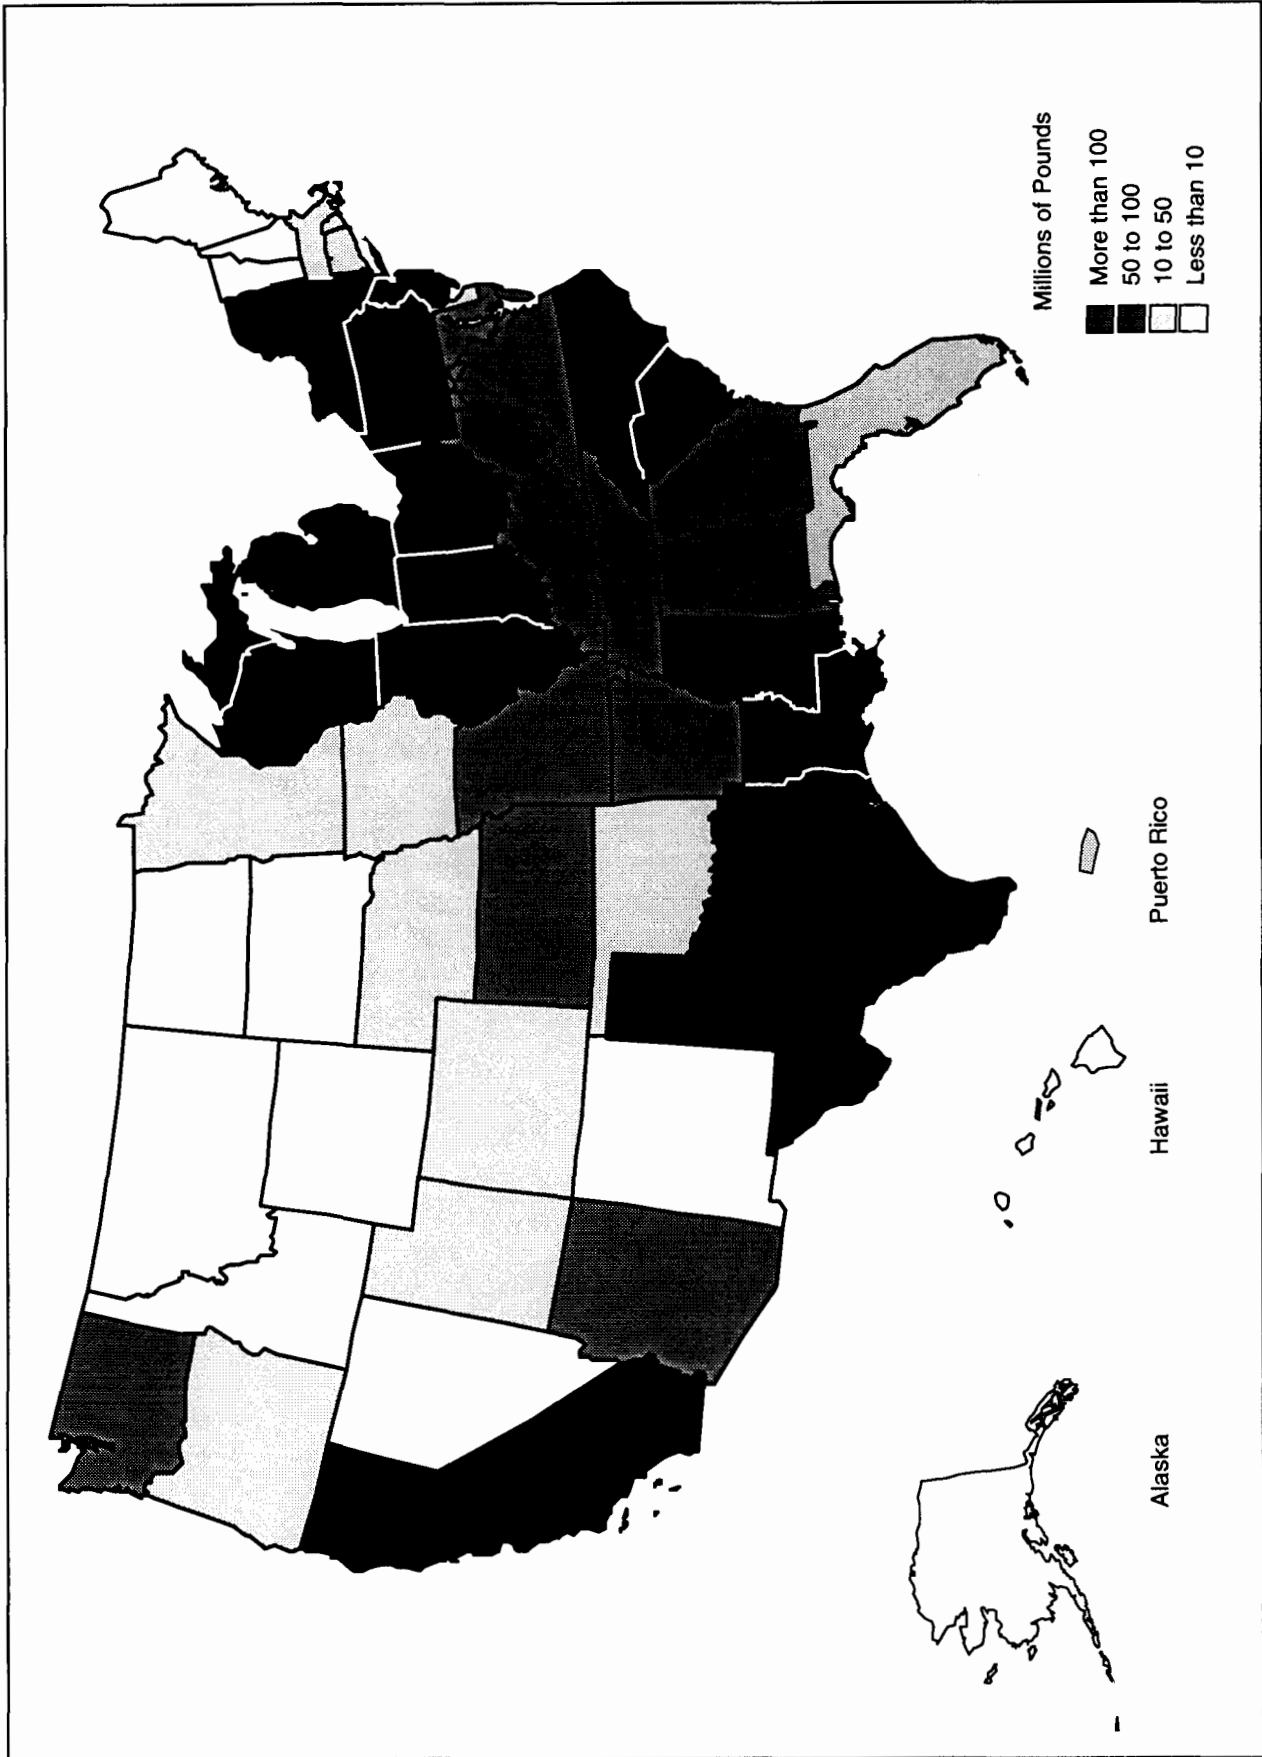 Millions of Pounds
More than 100
50 to 100
10 to 50
Less than 10
Alaska
Hawaii
Puerto Rico